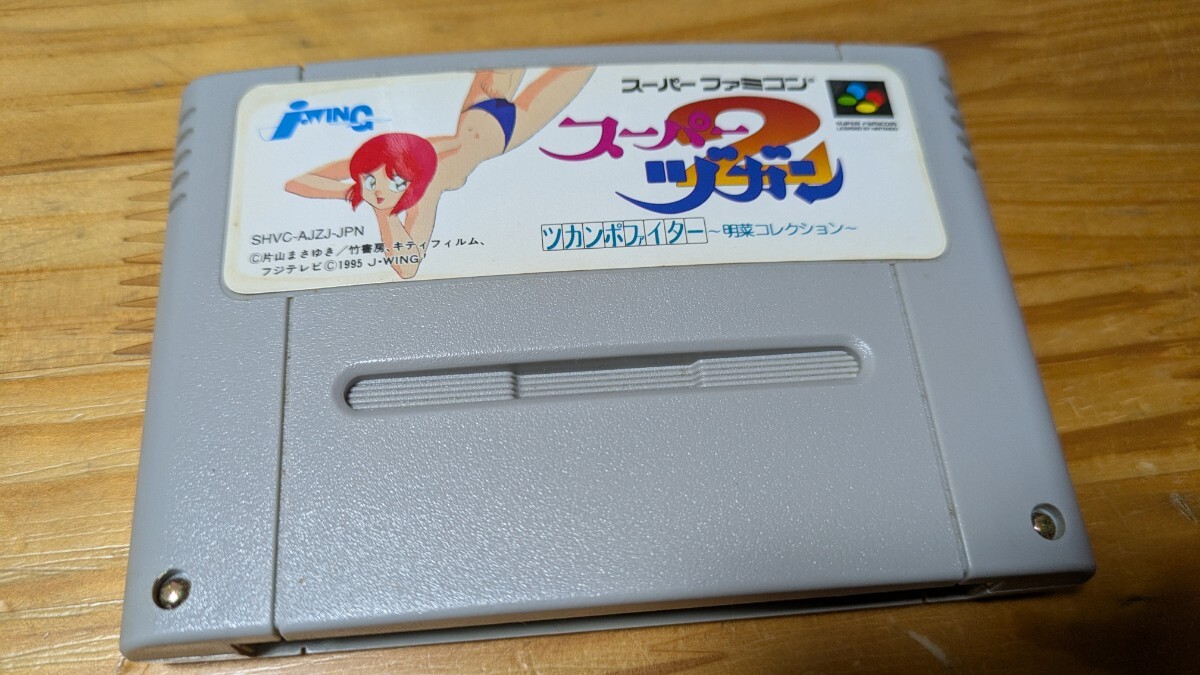 J-WING
スーパー ファミコン
スーパー
ヅガン
2
SUPER FAMICOM
LICENSED BY NINTENDO
ツカンポファイター ～明菜コレクション～
SHVC-AJZJ-JPN
©片山まさゆき／竹書房、キティフィルム、
フジテレビ©1995 J・WING